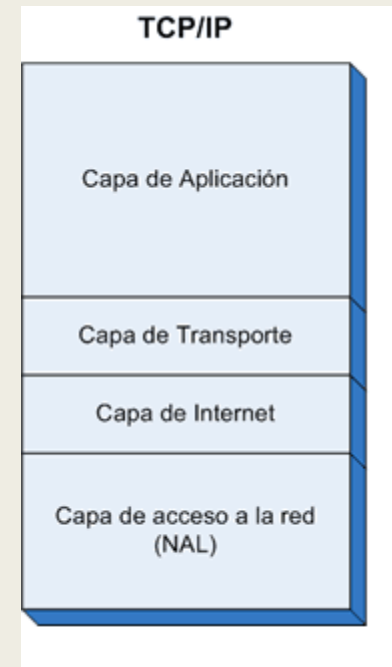 TCP/IP
Capa de Aplicación
Capa de Transporte
Capa de Internet
Capa de acceso a la red
(NAL)